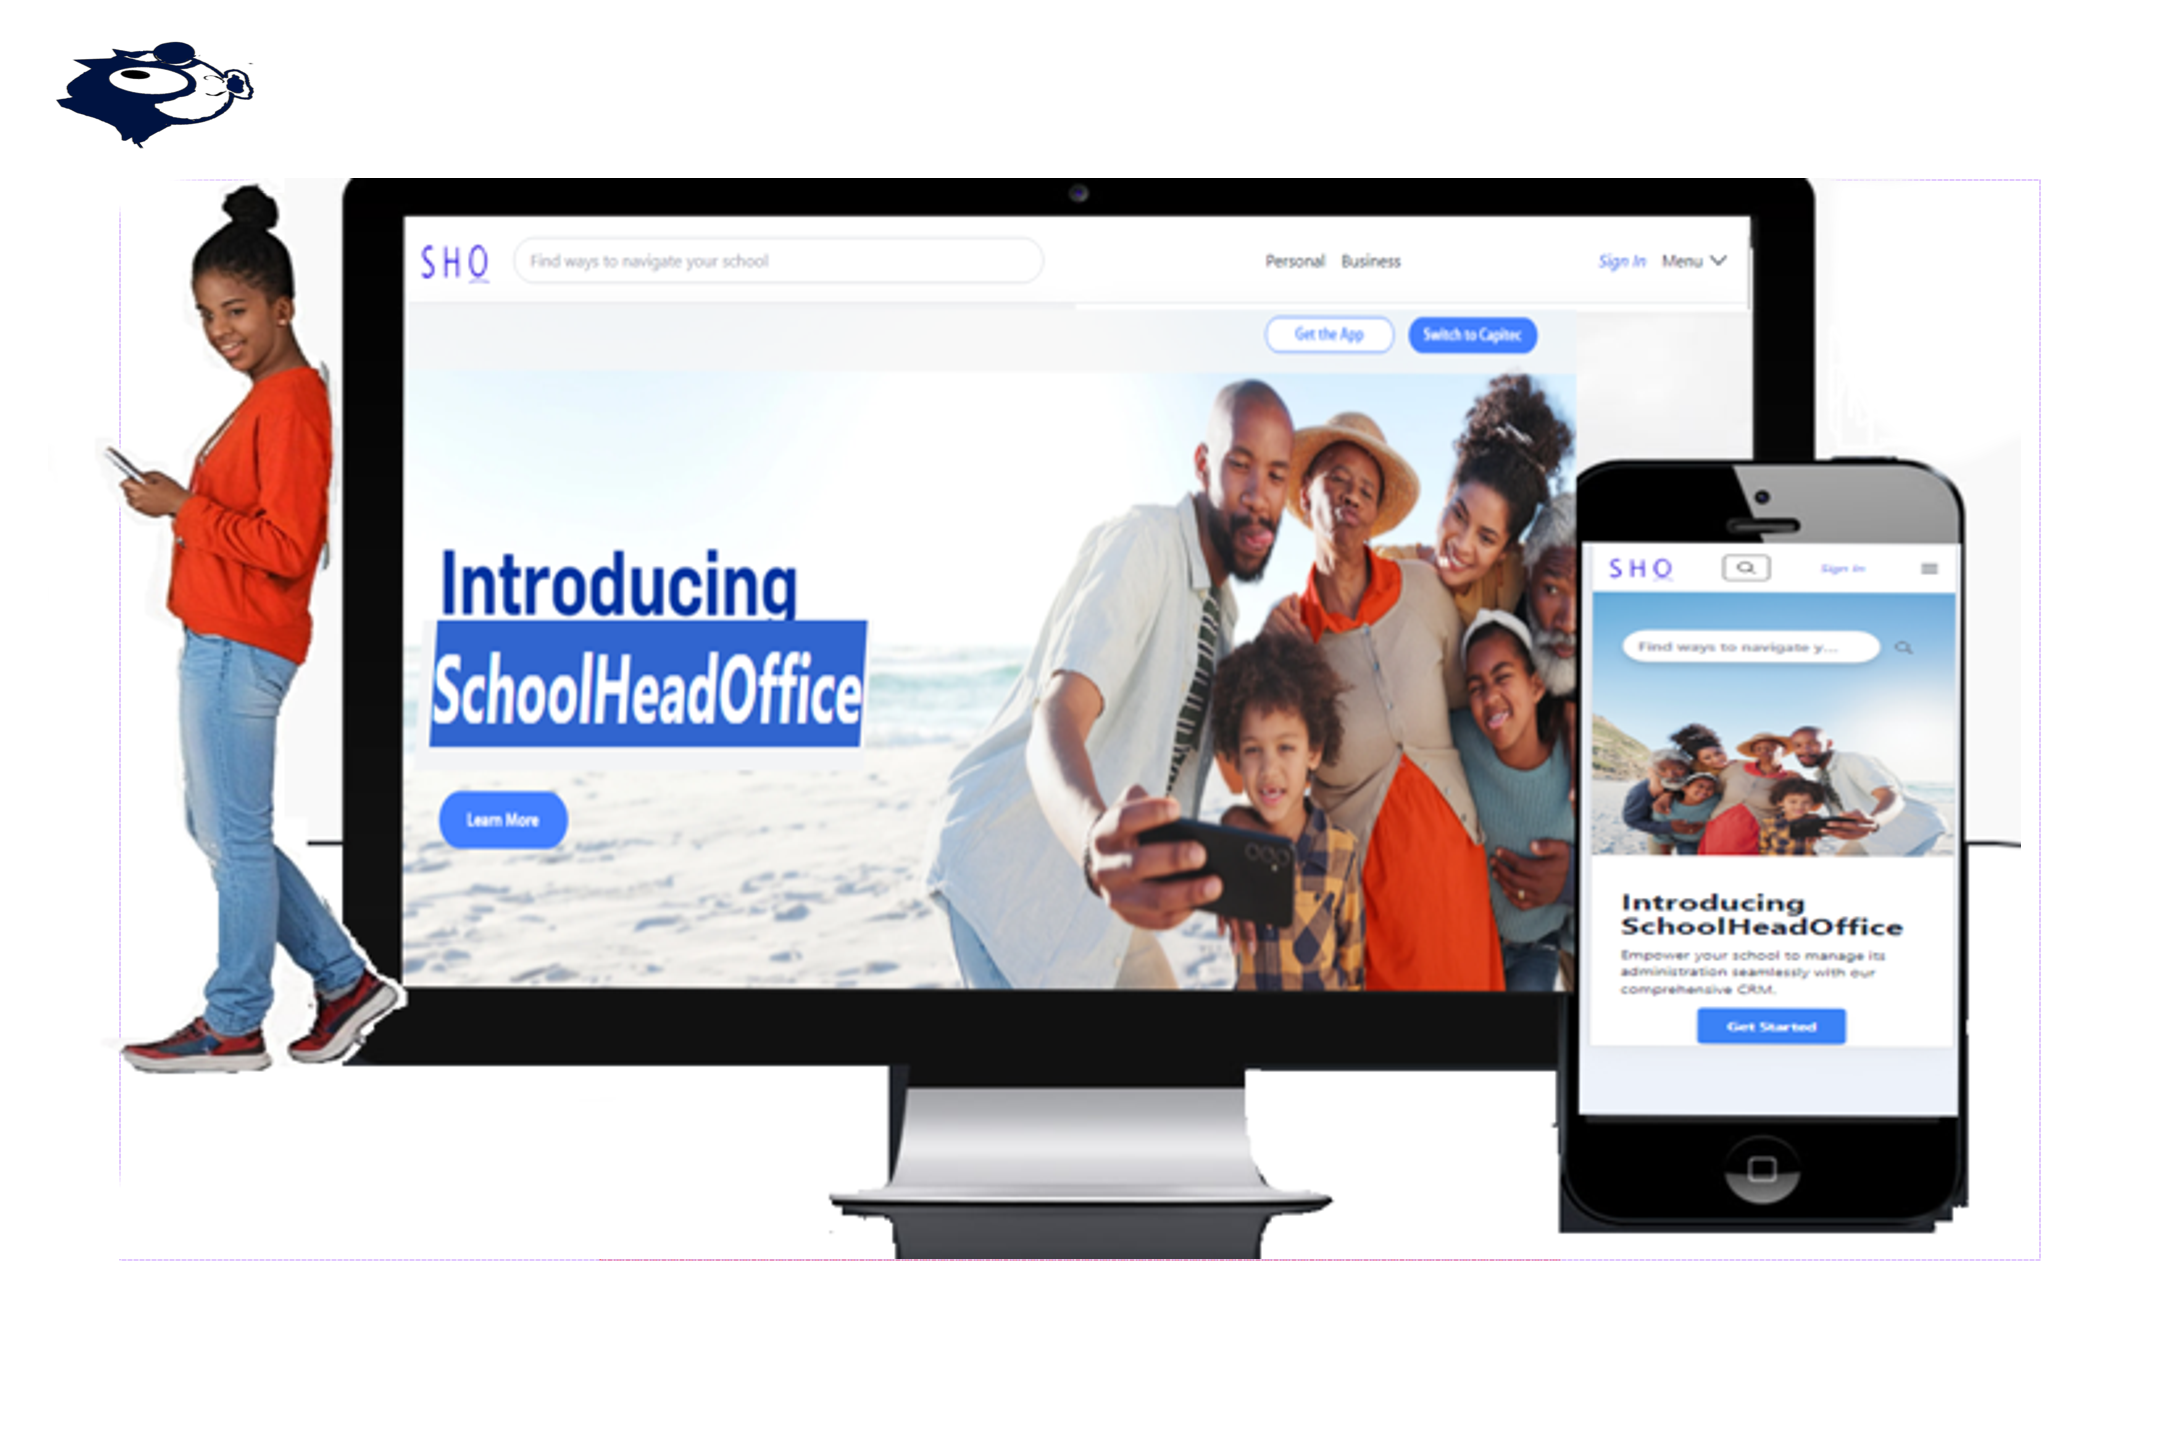 SHO
Find ways to navigate your school
Personal Business
Sign In Menu
Get the App
Switch to Capitec
Introducing
SchoolHeadOffice
Learn More
SHO
Sign In
Find ways to navigate y...
Introducing
SchoolHeadOffice
Empower your school to manage its
administration seamlessly with our
comprehensive CRM.
Get Started